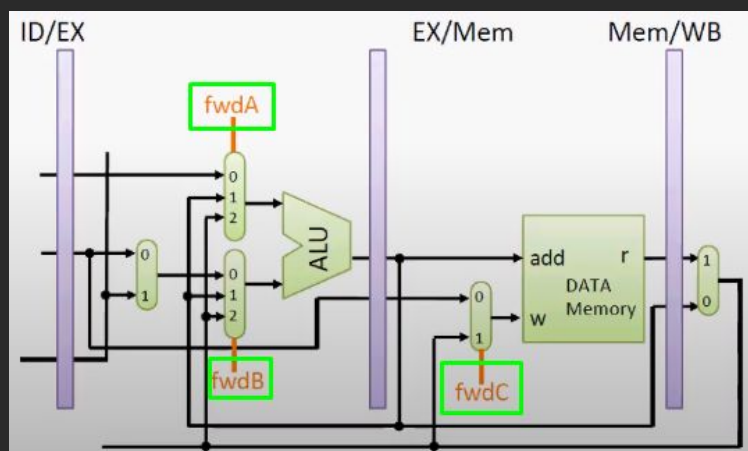 ID/EX
EX/Mem
Mem/WB
fwdA
0
1
2
ALU
0
1
0
1
2
fwdB
0
1
fwdC
add
r
DATA
Memory
w
1
0